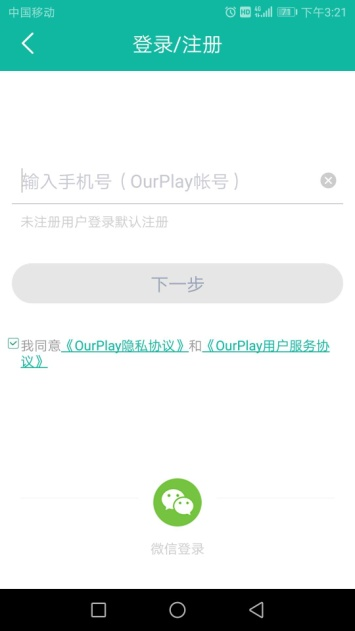 中国移动
HD 4G 73 下午3:21
登录/注册
输入手机号（OurPlay帐号）
未注册用户登录默认注册
下一步
我同意《OurPlay隐私协议》和《OurPlay用户服务协
议》
微信登录